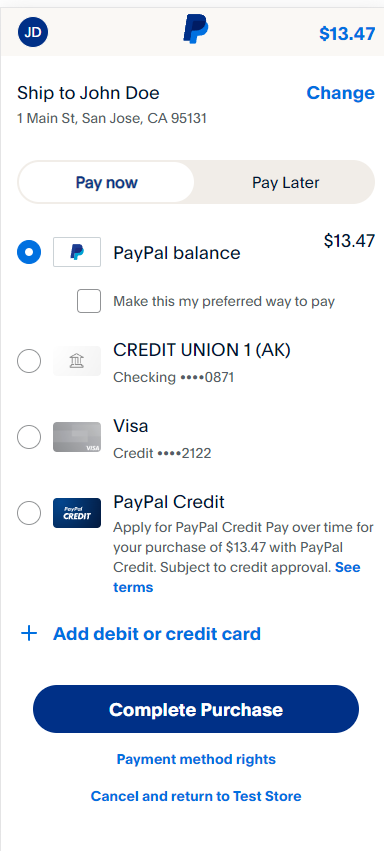 JD
$13.47
Ship to John Doe
Change
1 Main St, San Jose, CA 95131
Pay now
Pay Later
PayPal balance
$13.47
Make this my preferred way to pay
CREDIT UNION 1 (AK)
Checking ••••0871
VISA
Visa
Credit ••••2122
PayPal
CREDIT
PayPal Credit
Apply for PayPal Credit Pay over time for
your purchase of $13.47 with PayPal
Credit. Subject to credit approval. See
terms
+ Add debit or credit card
Complete Purchase
Payment method rights
Cancel and return to Test Store